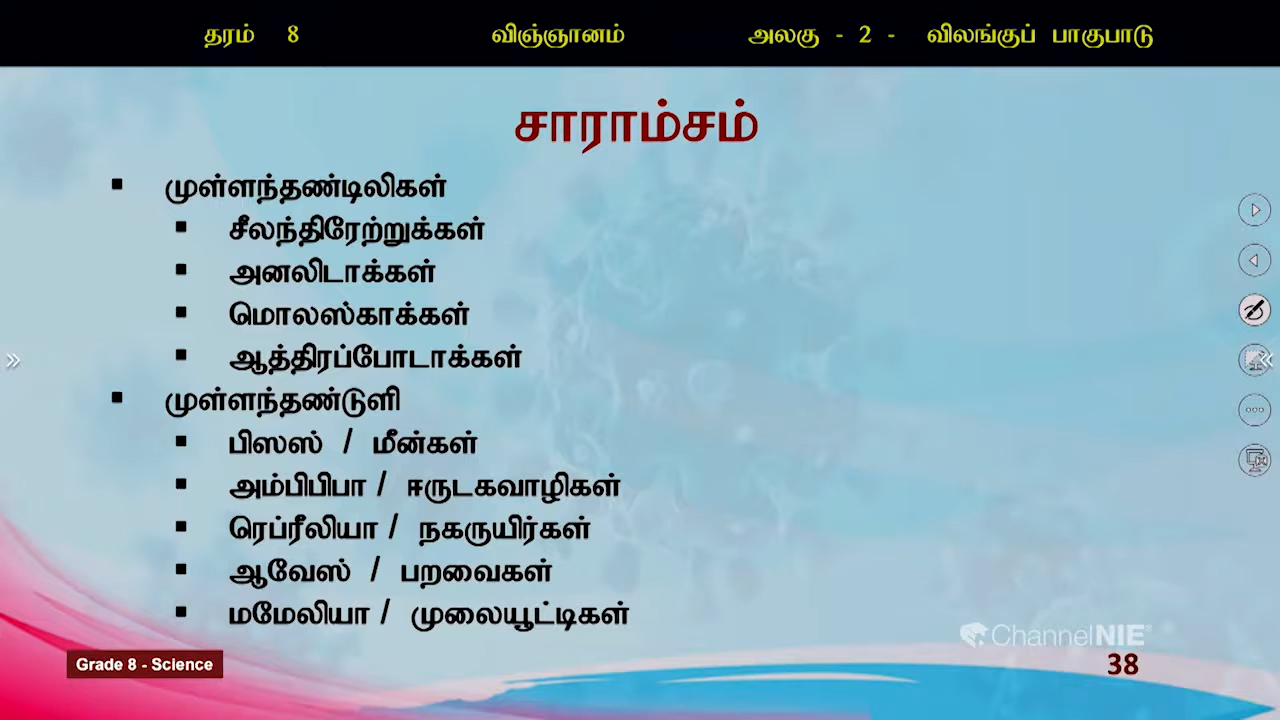 தரம் 8 விஞ்ஞானம் அலகு - 2 - விலங்குப் பாகுபாடு
சாராம்சம்
▪ முள்ளந்தண்டிலிகள்
▪ சீலந்திரேற்றுக்கள்
▪ அனலிடாக்கள்
▪ மொலஸ்காக்கள்
▪ ஆத்திரப்போடாக்கள்
▪ முள்ளந்தண்டுளி
▪ பிஸஸ் / மீன்கள்
▪ அம்பிபிபா / ஈருடகவாழிகள்
▪ ரெப்ரீலியா / நகருயிர்கள்
▪ ஆவேஸ் / பறவைகள்
▪ மமேலியா / முலையூட்டிகள்
ChannelNIE
Grade 8 - Science
38